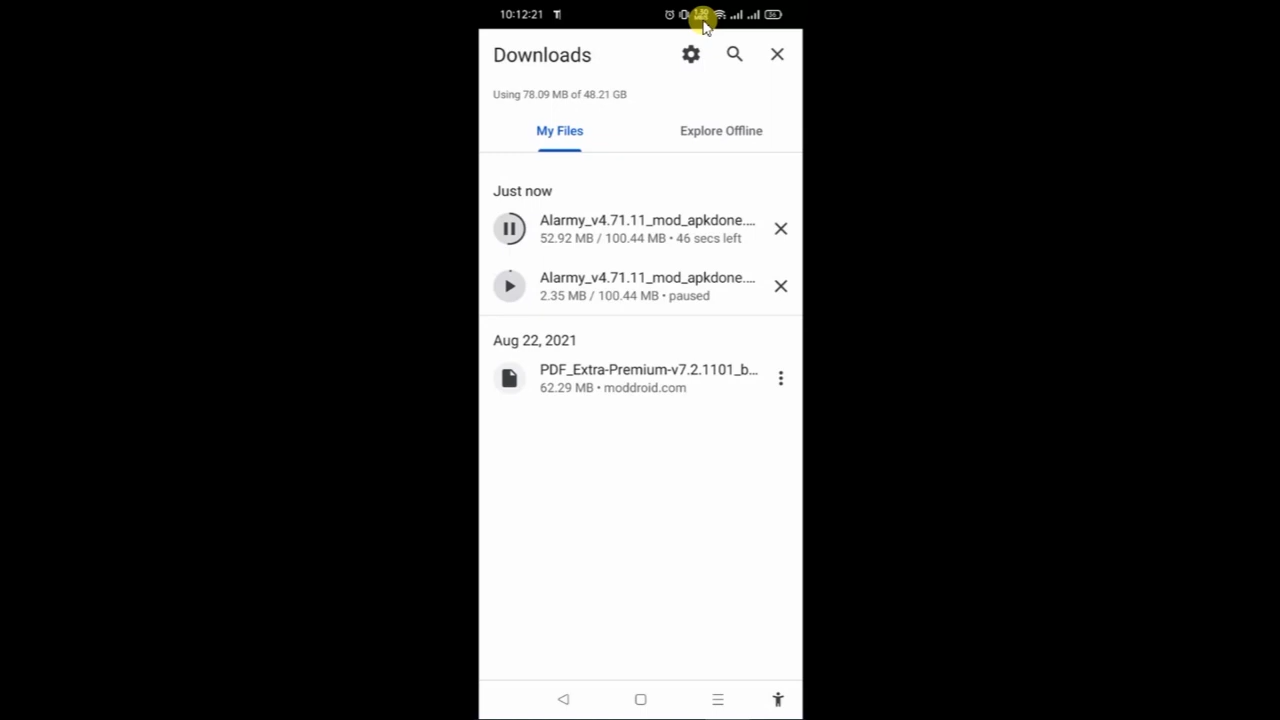 10:12:21
Downloads
Using 78.09 MB of 48.21 GB
My Files
Explore Offline
Just now
Alarmy_v4.71.11_mod_apkdone....
52.92 MB / 100.44 MB • 46 secs left
Alarmy_v4.71.11_mod_apkdone....
2.35 MB / 100.44 MB • paused
Aug 22, 2021
PDF_Extra-Premium-v7.2.1101_b...
62.29 MB • moddroid.com